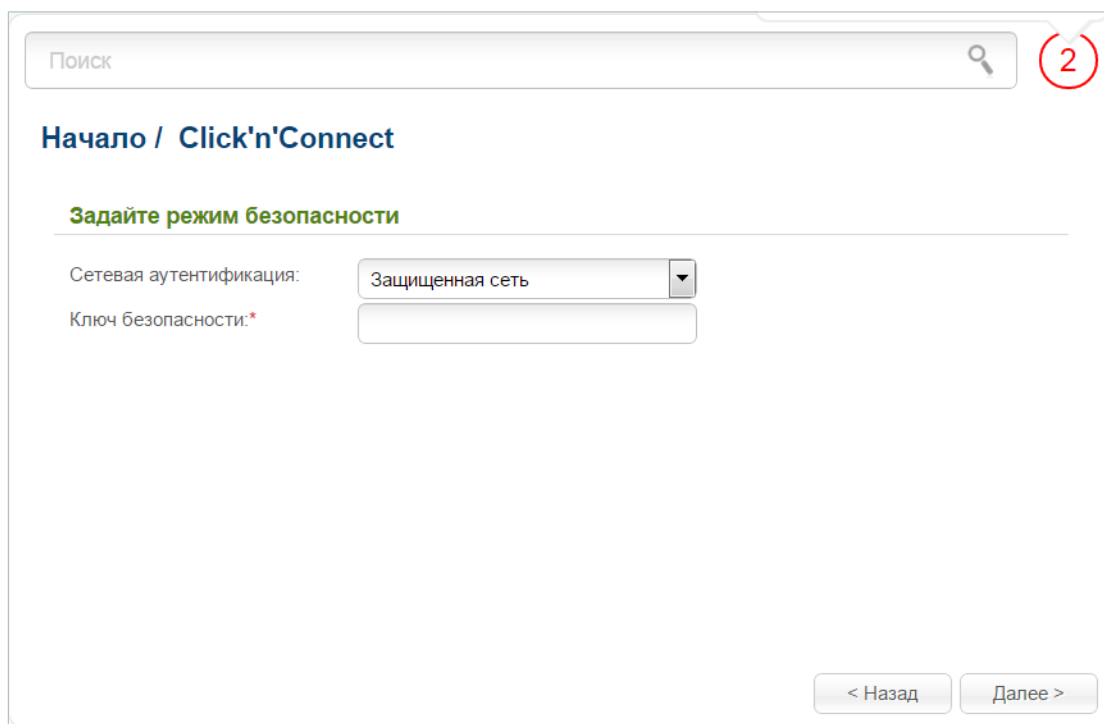 Поиск
2
Начало / Click'n'Connect
Задайте режим безопасности
Сетевая аутентификация: Защищенная сеть
Ключ безопасности:*
< Назад Далее >